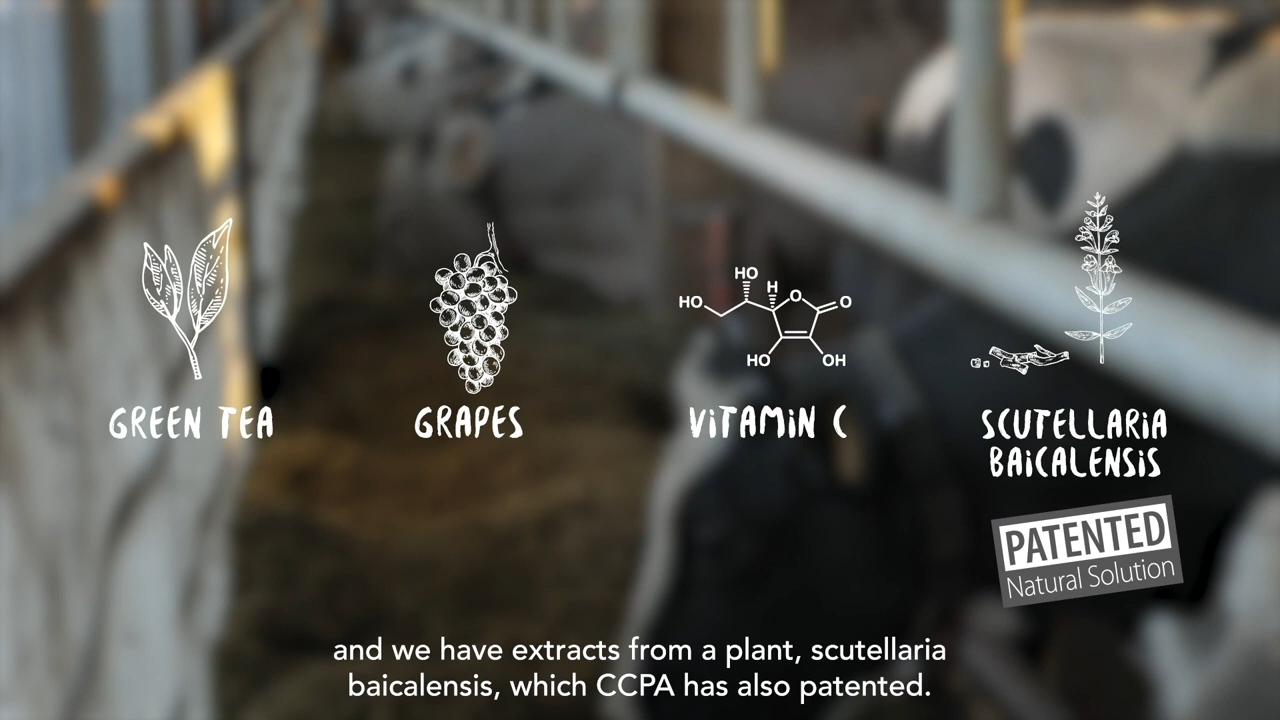 HO
HO
H
O
O
HO
OH
GREEN TEA
GRAPES
VITAMIN C
SCUTELLARIA
BAICALENSIS
PATENTED
Natural Solution
and we have extracts from a plant, scutellaria
baicalensis, which CCPA has also patented.